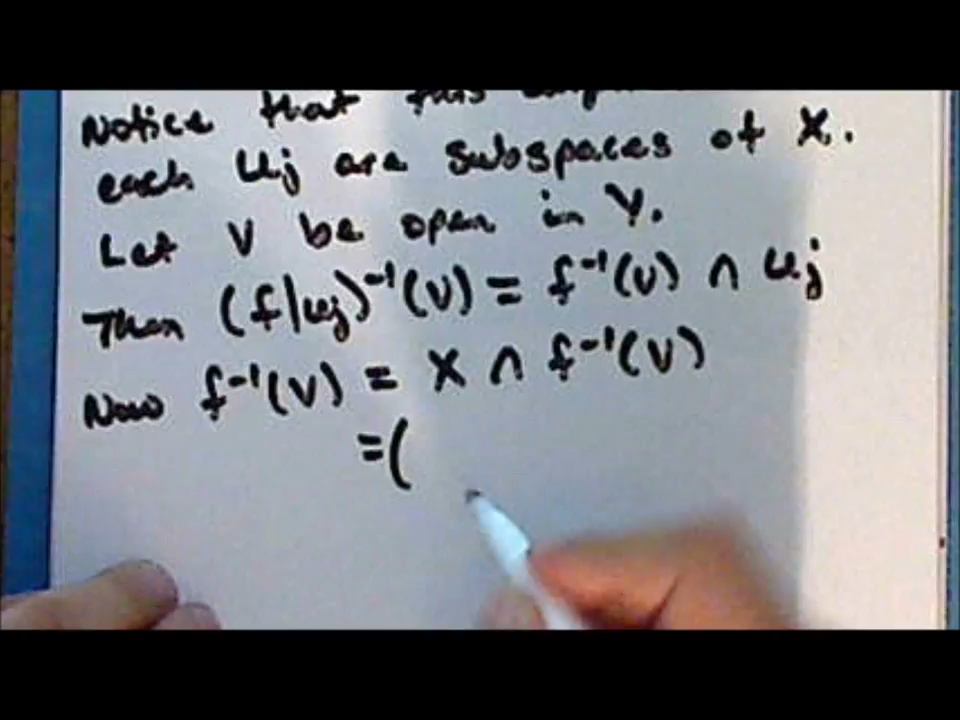 Notice that this
each Uj are subspaces of X.
Let V be open in Y.
Then (f|Uj)⁻¹(V) = f⁻¹(V) ∩ Uj
Now f⁻¹(V) = X ∩ f⁻¹(V)
=(